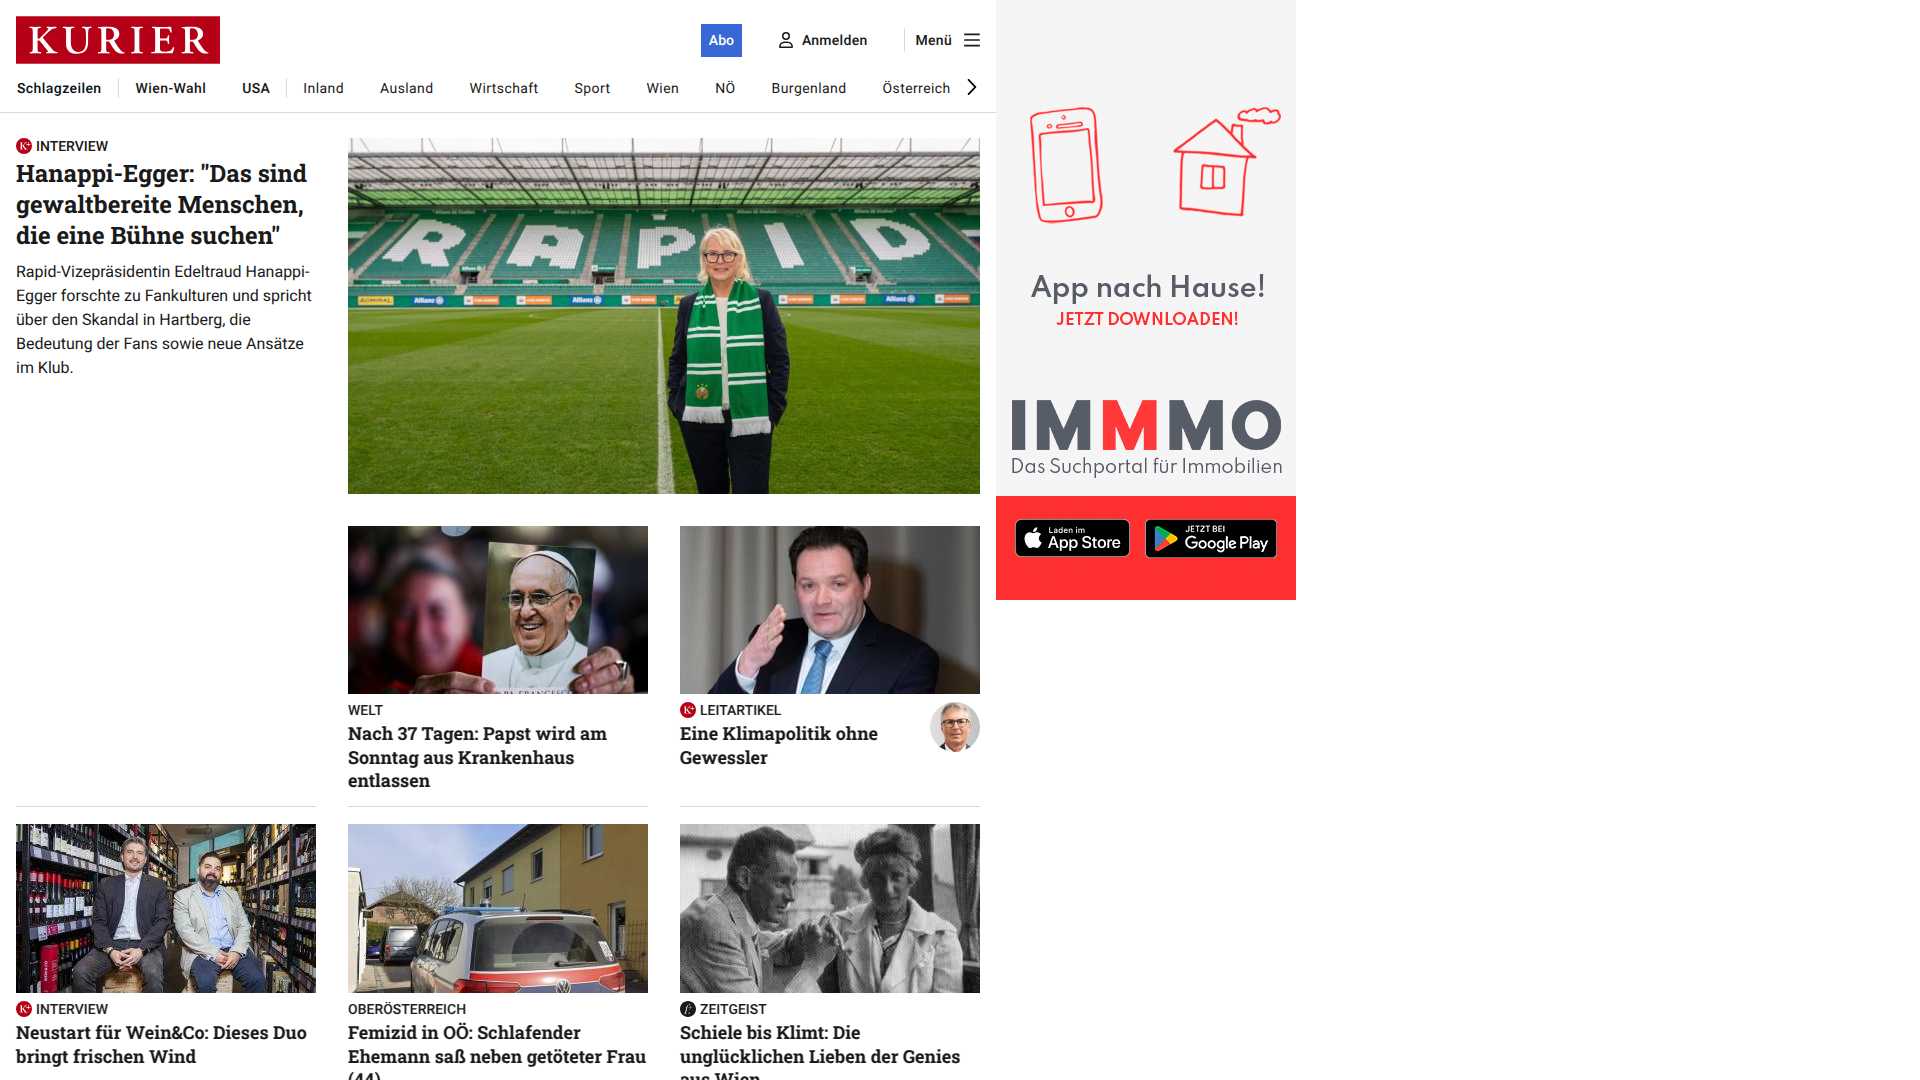 KURIER
Abo
Anmelden
Menü
Schlagzeilen
Wien-Wahl
USA
Inland
Ausland
Wirtschaft
Sport
Wien
NÖ
Burgenland
Österreich
INTERVIEW
Hanappi-Egger: "Das sind
gewaltbereite Menschen,
die eine Bühne suchen"
Rapid-Vizepräsidentin Edeltraud Hanappi-
Egger forschte zu Fankulturen und spricht
über den Skandal in Hartberg, die
Bedeutung der Fans sowie neue Ansätze
im Klub.
RAPID
WELT
Nach 37 Tagen: Papst wird am
Sonntag aus Krankenhaus
entlassen
LEITARTIKEL
Eine Klimapolitik ohne
Gewessler
INTERVIEW
Neustart für Wein&Co: Dieses Duo
bringt frischen Wind
OBERÖSTERREICH
Femizid in OÖ: Schlafender
Ehemann saß neben getöteter Frau
(44)
ZEITGEIST
Schiele bis Klimt: Die
unglücklichen Lieben der Genies
aus Wien
App nach Hause!
JETZT DOWNLOADEN!
IMMMO
Das Suchportal für Immobilien
Laden im
App Store
JETZT BEI
Google Play